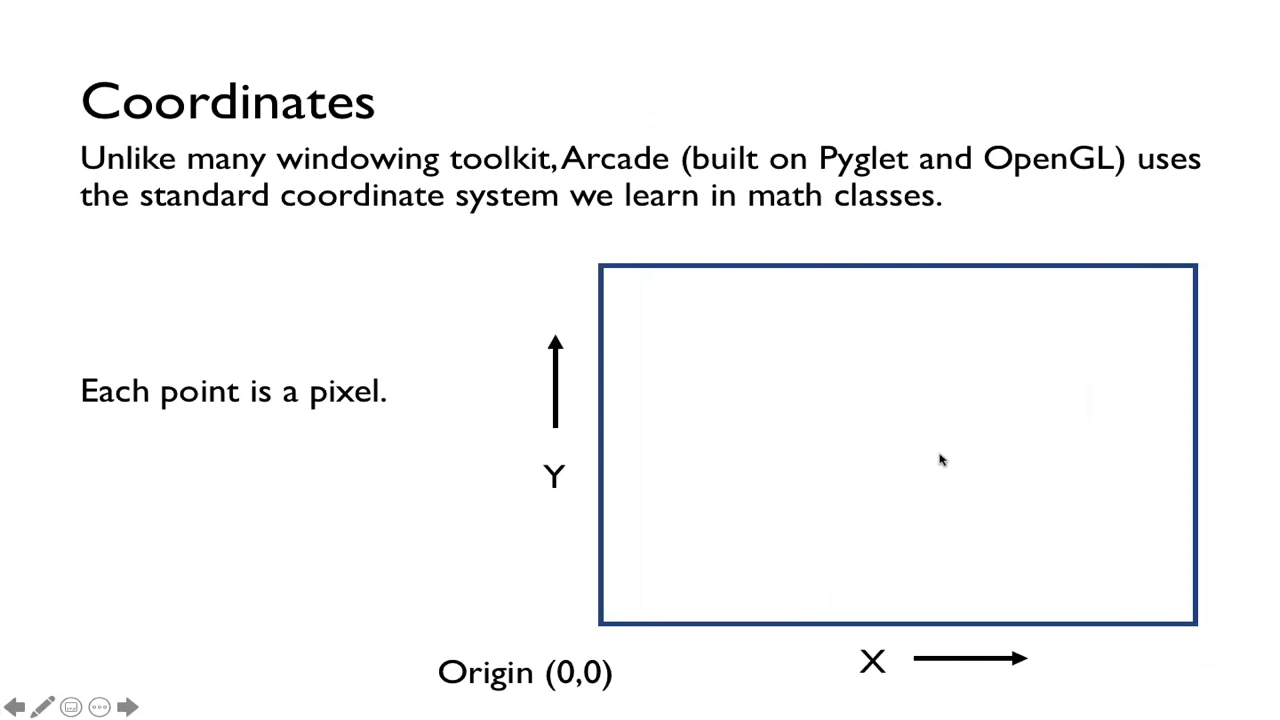 Coordinates
Unlike many windowing toolkit, Arcade (built on Pyglet and OpenGL) uses
the standard coordinate system we learn in math classes.
Each point is a pixel.
Y
X
Origin (0,0)